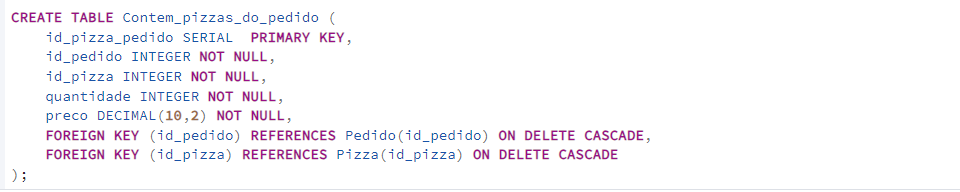 CREATE TABLE Contem_pizzas_do_pedido (
    id_pizza_pedido SERIAL  PRIMARY KEY,
    id_pedido INTEGER NOT NULL,
    id_pizza INTEGER NOT NULL,
    quantidade INTEGER NOT NULL,
    preco DECIMAL(10,2) NOT NULL,
    FOREIGN KEY (id_pedido) REFERENCES Pedido(id_pedido) ON DELETE CASCADE,
    FOREIGN KEY (id_pizza) REFERENCES Pizza(id_pizza) ON DELETE CASCADE
);